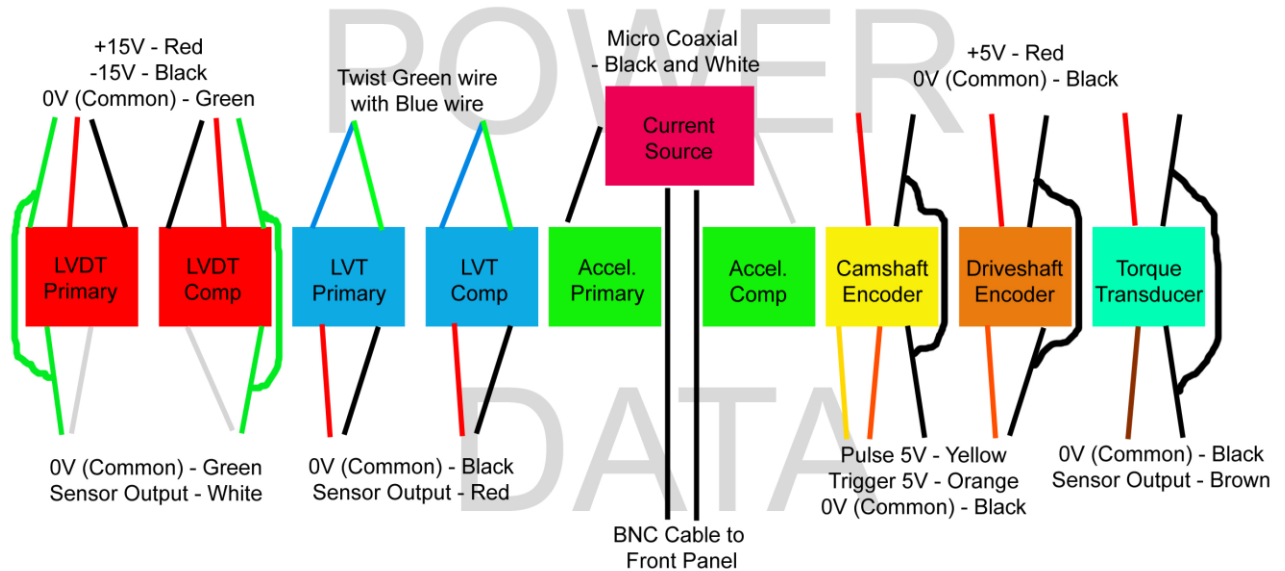 POWER
+15V - Red
-15V - Black
0V (Common) - Green
Twist Green wire
with Blue wire
Micro Coaxial
- Black and White
+5V - Red
0V (Common) - Black
Current
Source
LVDT
Primary
LVDT
Comp
LVT
Primary
LVT
Comp
Accel.
Primary
Accel.
Comp
Camshaft
Encoder
Driveshaft
Encoder
Torque
Transducer
DATA
0V (Common) - Green
Sensor Output - White
0V (Common) - Black
Sensor Output - Red
BNC Cable to
Front Panel
Pulse 5V - Yellow
Trigger 5V - Orange
0V (Common) - Black
0V (Common) - Black
Sensor Output - Brown